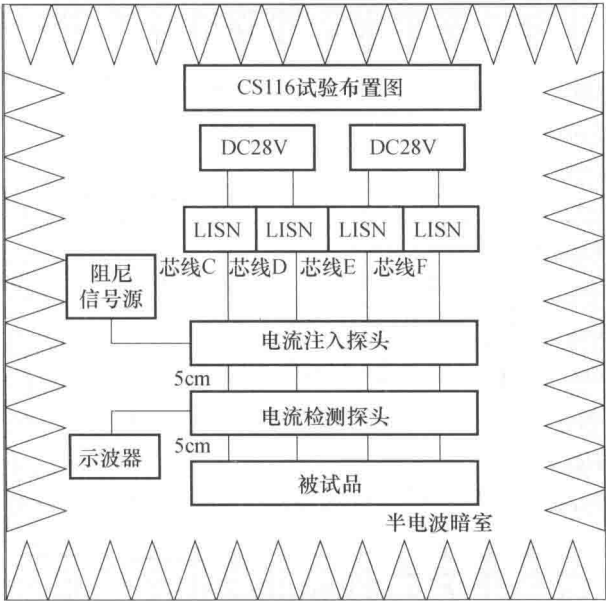 CS116试验布置图
DC28V
DC28V
LISN
LISN
LISN
LISN
芯线C
芯线D
芯线E
芯线F
阻尼
信号源
电流注入探头
5cm
电流检测探头
5cm
示波器
被试品
半电波暗室